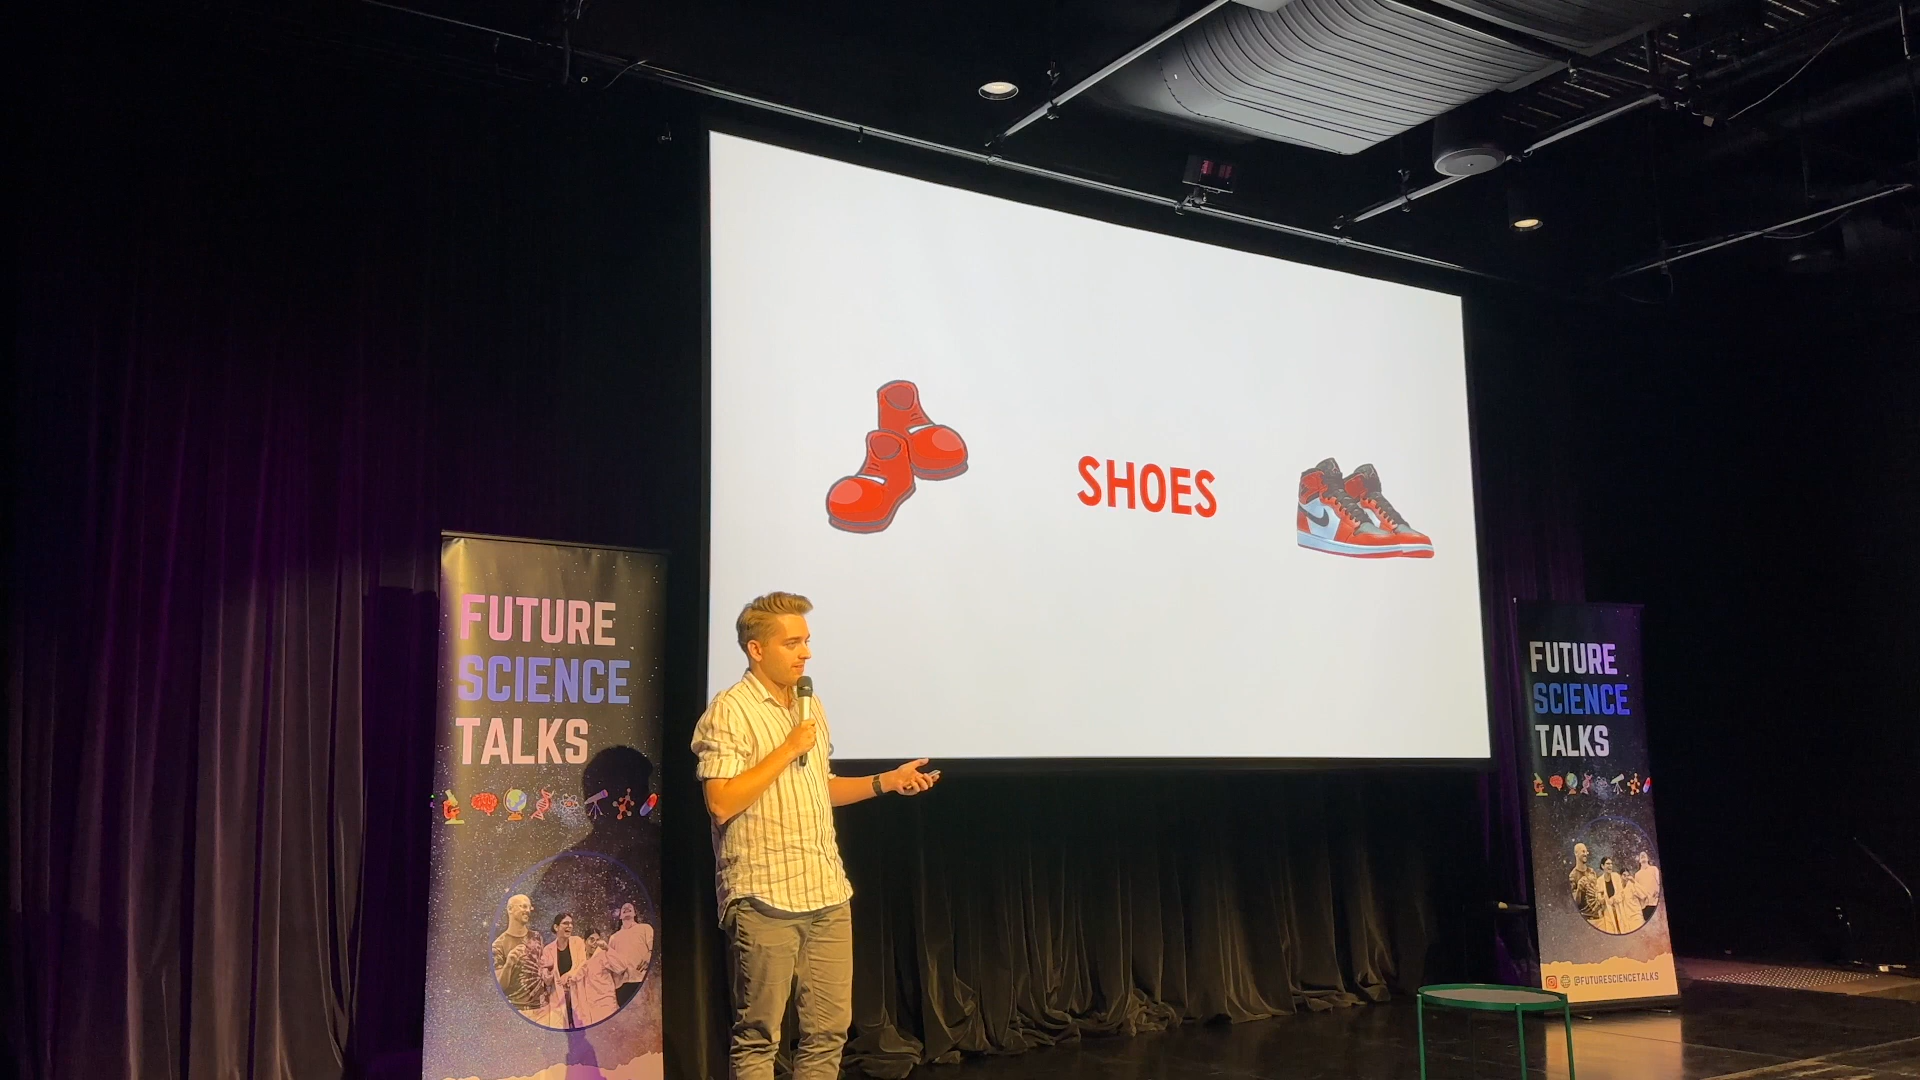 SHOES
FUTURE
SCIENCE
TALKS
FUTURE
SCIENCE
TALKS
@FUTURESCIENCETALKS